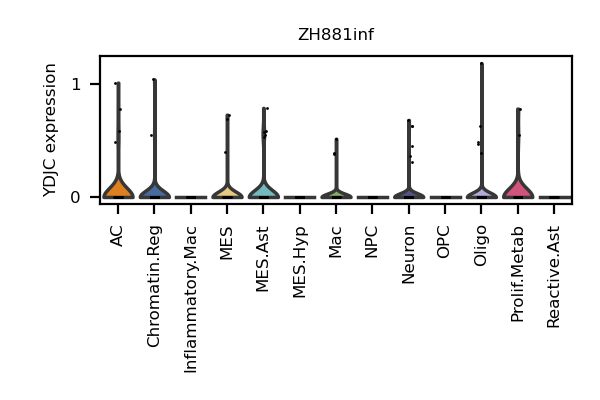 ZH881inf
YDJC expression
1
0
AC
Chromatin.Reg
Inflammatory.Mac
MES
MES.Ast
MES.Hyp
Mac
NPC
Neuron
OPC
Oligo
Prolif.Metab
Reactive.Ast